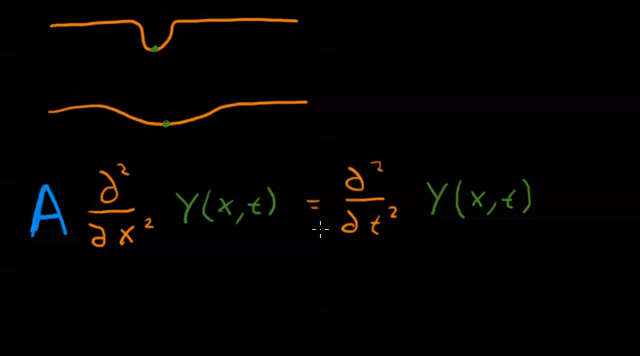 A ∂²/∂x² Y(x,t) = ∂²/∂t² Y(x,t)